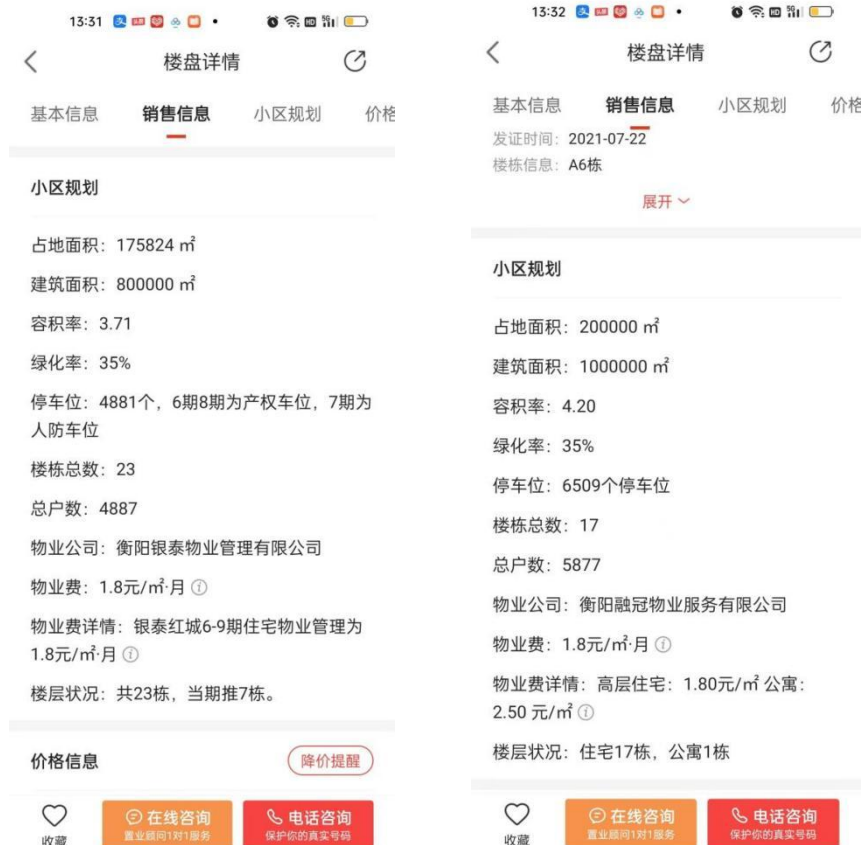 13:31
HD
5G
楼盘详情
基本信息 销售信息 小区规划 价格
小区规划
占地面积：175824 ㎡
建筑面积：800000 ㎡
容积率：3.71
绿化率：35%
停车位：4881个，6期8期为产权车位，7期为
人防车位
楼栋总数：23
总户数：4887
物业公司：衡阳银泰物业管理有限公司
物业费：1.8元/㎡·月
物业费详情：银泰红城6-9期住宅物业管理为
1.8元/㎡·月
楼层状况：共23栋，当期推7栋。
价格信息
降价提醒
收藏
在线咨询
置业顾问1对1服务
电话咨询
保护你的真实号码
13:32
HD
5G
楼盘详情
基本信息 销售信息 小区规划 价格
发证时间：2021-07-22
楼栋信息：A6栋
展开
小区规划
占地面积：200000 ㎡
建筑面积：1000000 ㎡
容积率：4.20
绿化率：35%
停车位：6509个停车位
楼栋总数：17
总户数：5877
物业公司：衡阳融冠物业服务有限公司
物业费：1.8元/㎡·月
物业费详情：高层住宅：1.80元/㎡ 公寓：
2.50 元/㎡
楼层状况：住宅17栋，公寓1栋
收藏
在线咨询
置业顾问1对1服务
电话咨询
保护你的真实号码